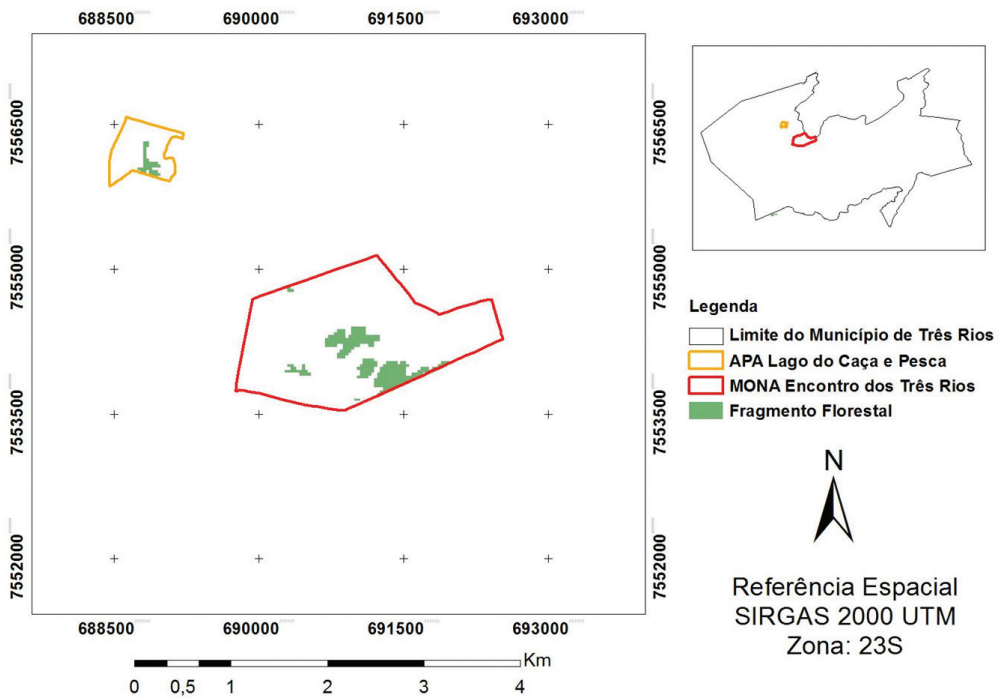 688500 690000 691500 693000
7556500 7556500
7555000 7555000
7553500 7553500
7552000 7552000
688500 690000 691500 693000
Km
0 0,5 1 2 3 4
Legenda
Limite do Município de Três Rios
APA Lago do Caça e Pesca
MONA Encontro dos Três Rios
Fragmento Florestal
N
Referência Espacial
SIRGAS 2000 UTM
Zona: 23S